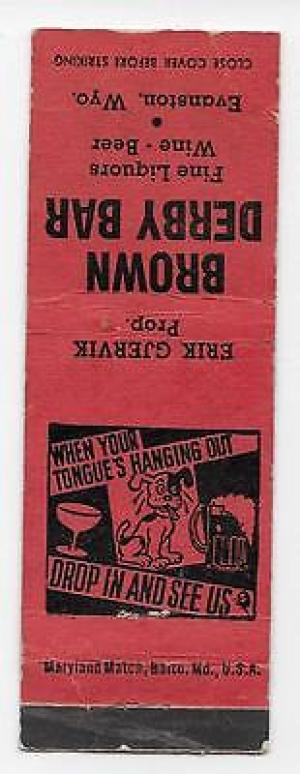 ERIK GJERVIK
Prop.
BROWN
DERBY BAR
Fine Liquors
Wine - Beer
Evanston, Wyo.
CLOSE COVER BEFORE STRIKING
WHEN YOUR
TONGUE'S HANGING OUT
DROP IN AND SEE US
Maryland Match, Balto. Md., U.S.A.